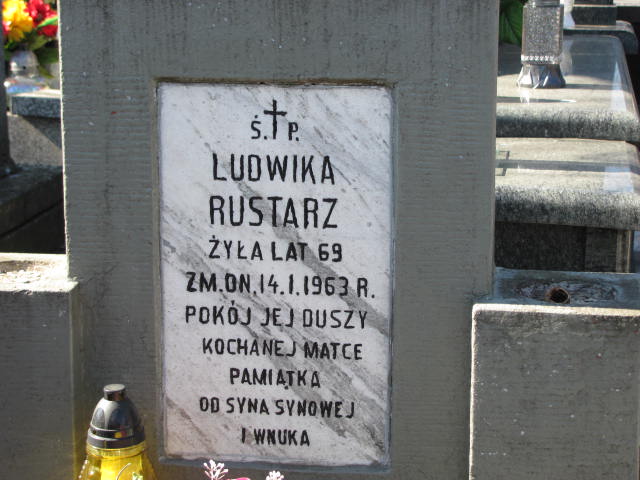 Ś.†P.
LUDWIKA
RUSTARZ
ŻYŁA LAT 69
ZM.DN.14.1.1963 R.
POKÓJ JEJ DUSZY
KOCHANEJ MATCE
PAMIĄTKA
OD SYNA SYNOWEJ
I WNUKA